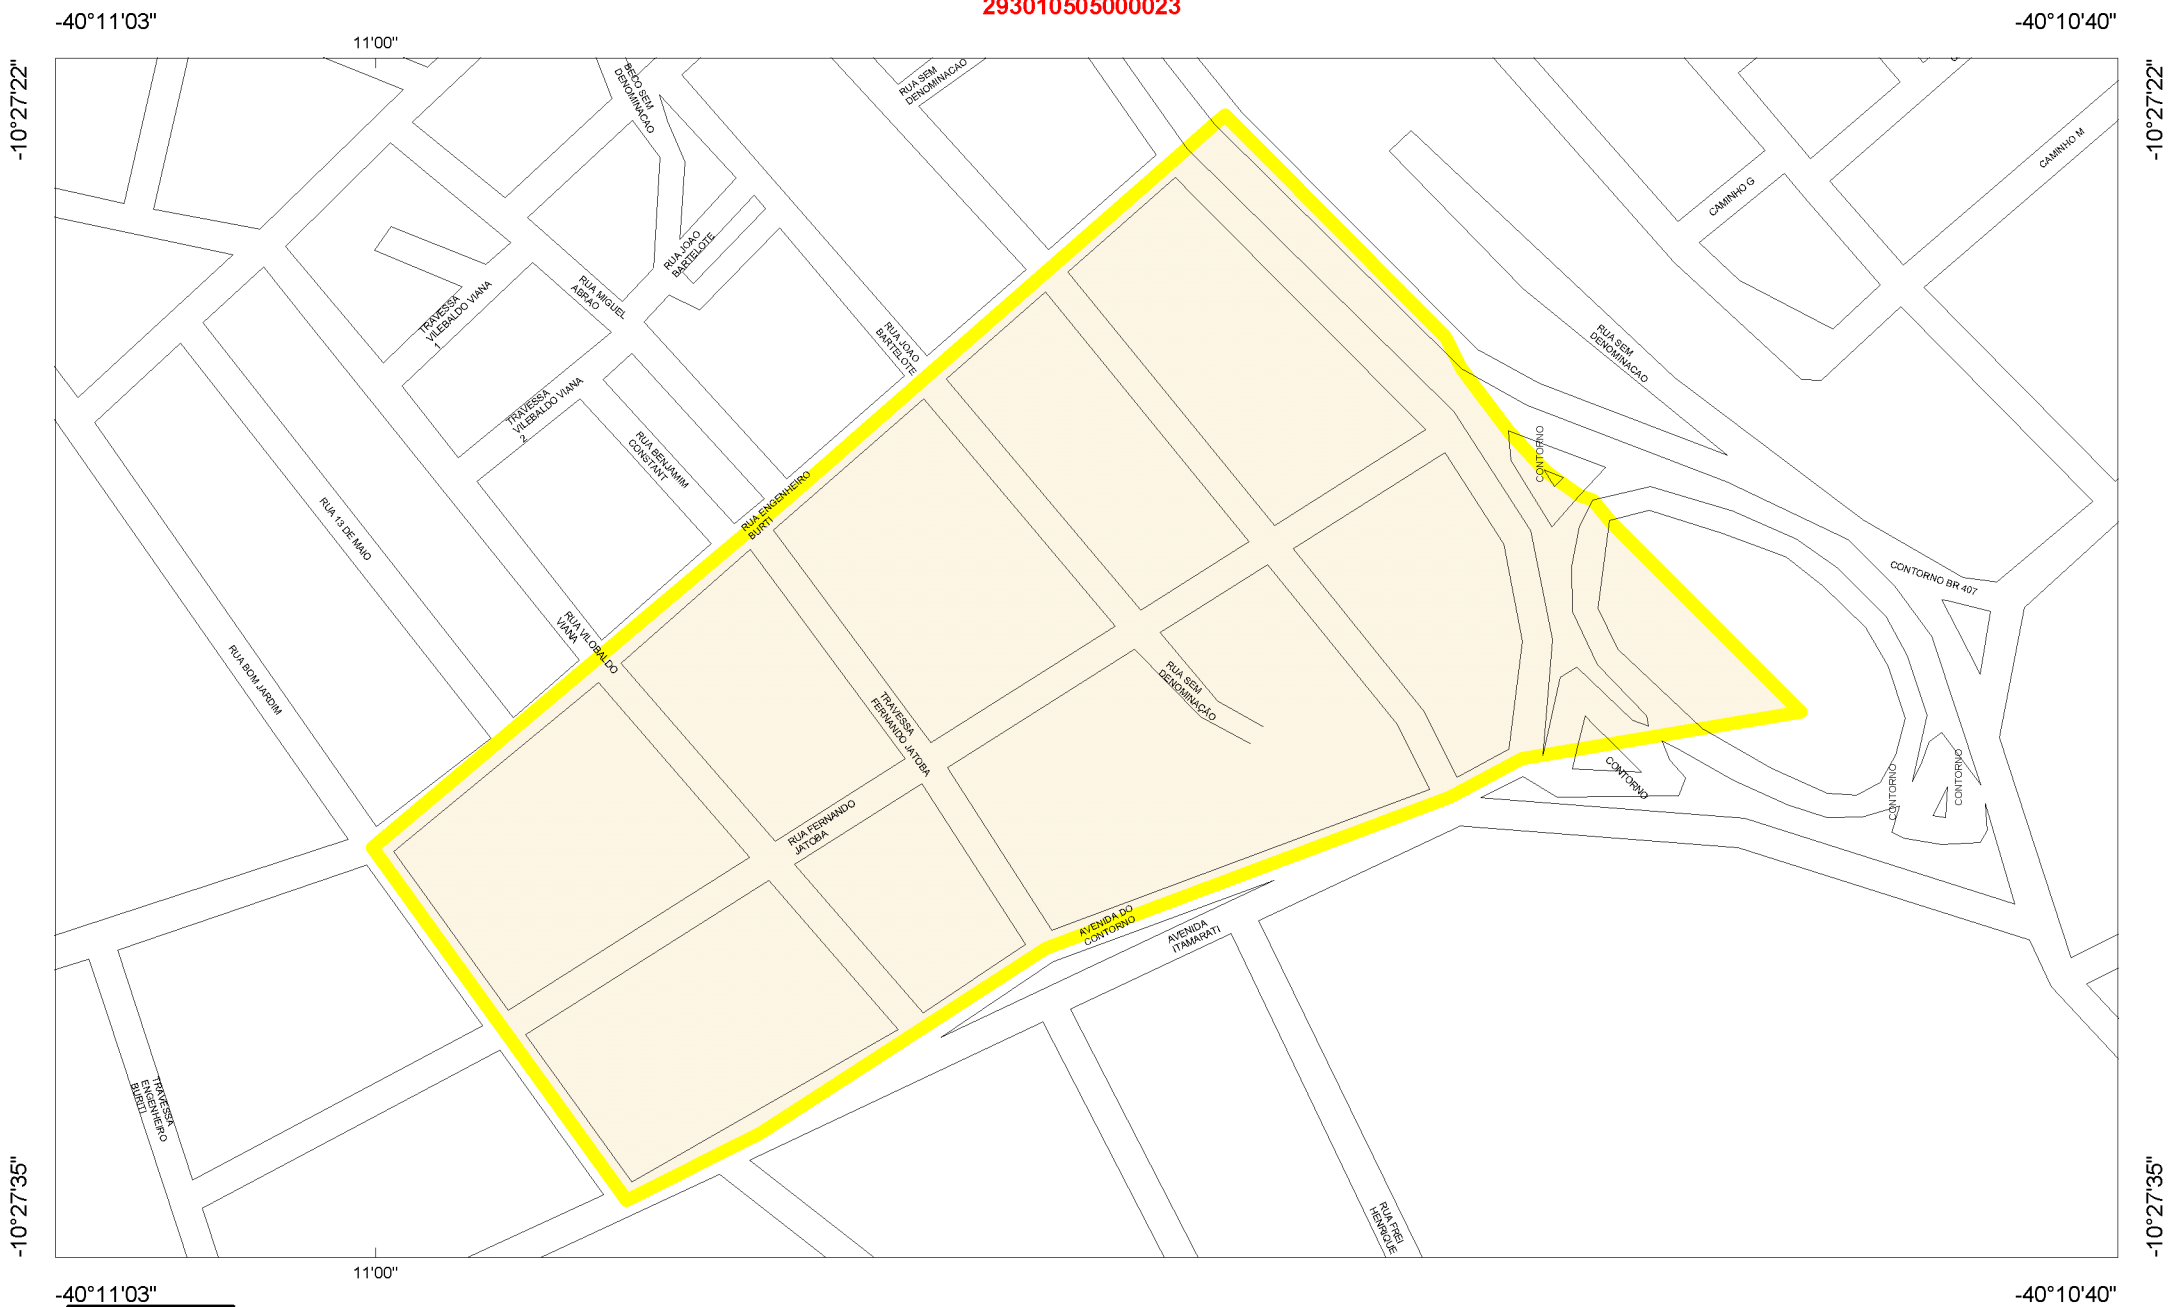 293010505000023
-40°11'03"
-40°10'40"
11'00"
-10°27'22"
-10°27'22"
BECO SEM
DENOMINACAO
RUA SEM
DENOMINACAO
CAMINHO M
CAMINHO G
RUA JOAO
BARTELOTE
RUA MIGUEL
ABRAO
TRAVESSA
VILEBALDO VIANA
1
RUA JOAO
BARTELOTE
RUA SEM
DENOMINACAO
TRAVESSA
VILEBALDO VIANA
2
RUA BENJAMIM
CONSTANT
CONTORNO
RUA ENGENHEIRO
BURTI
RUA 13 DE MAIO
CONTORNO BR 407
RUA VILOBALDO
VIANA
RUA BOM JARDIM
RUA SEM
DENOMINAÇÃO
TRAVESSA
FERNANDO JATOBA
CONTORNO
CONTORNO
CONTORNO
RUA FERNANDO
JATOBA
AVENIDA DO
CONTORNO
AVENIDA
ITAMARATI
TRAVESSA
ENGENHEIRO
BURITI
RUA FREI
HENRIQUE
-10°27'35"
-10°27'35"
11'00"
-40°11'03"
-40°10'40"